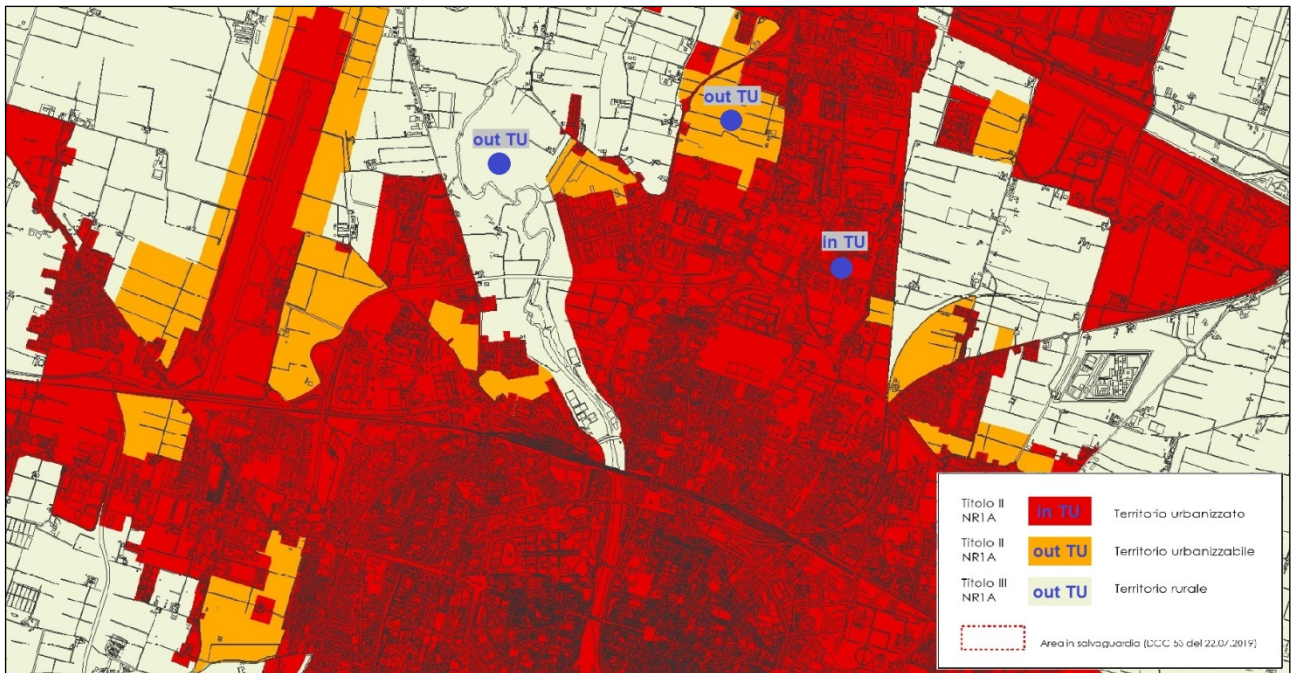 out TU
out TU
in TU
Titolo II
NR1A
in TU
Territorio urbanizzato
Titolo II
NR1A
out TU
Territorio urbanizzabile
Titolo III
NR1A
out TU
Territorio rurale
Area in salvaguardia (DCC 53 del 22.07.2019)